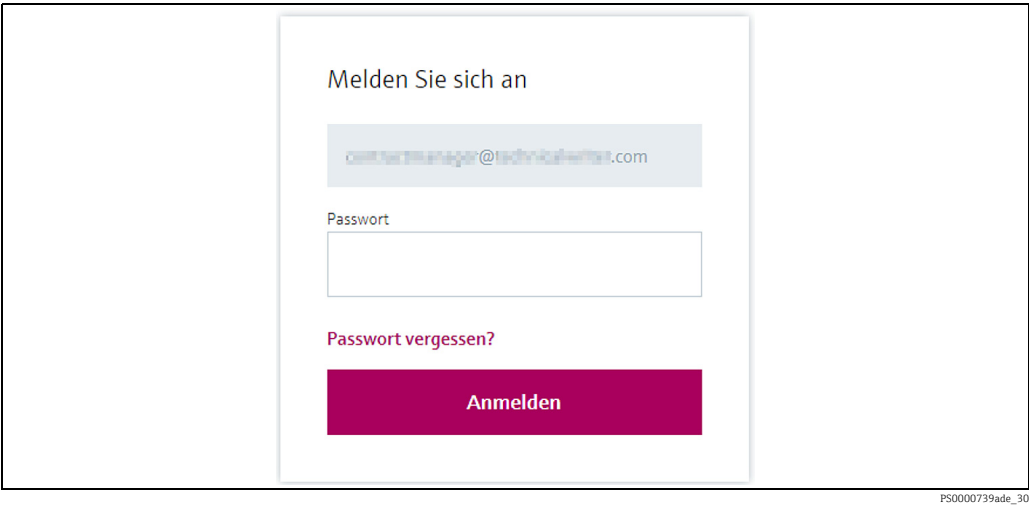 Melden Sie sich an
@ .com
Passwort
Passwort vergessen?
Anmelden
PS0000739ade_30